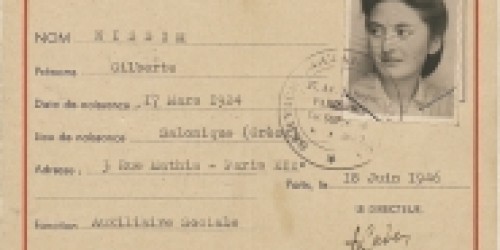 NOM NISSIM
Prénoms Gilberte
Date de naissance 17 Mars 1924
Lieu de naissance Salonique (Grèce)
Adresse : 3 Rue Mathis - Paris XIX°
Paris, le 18 Juin 1946
LE DIRECTEUR,
Fonction Auxiliaire Sociale